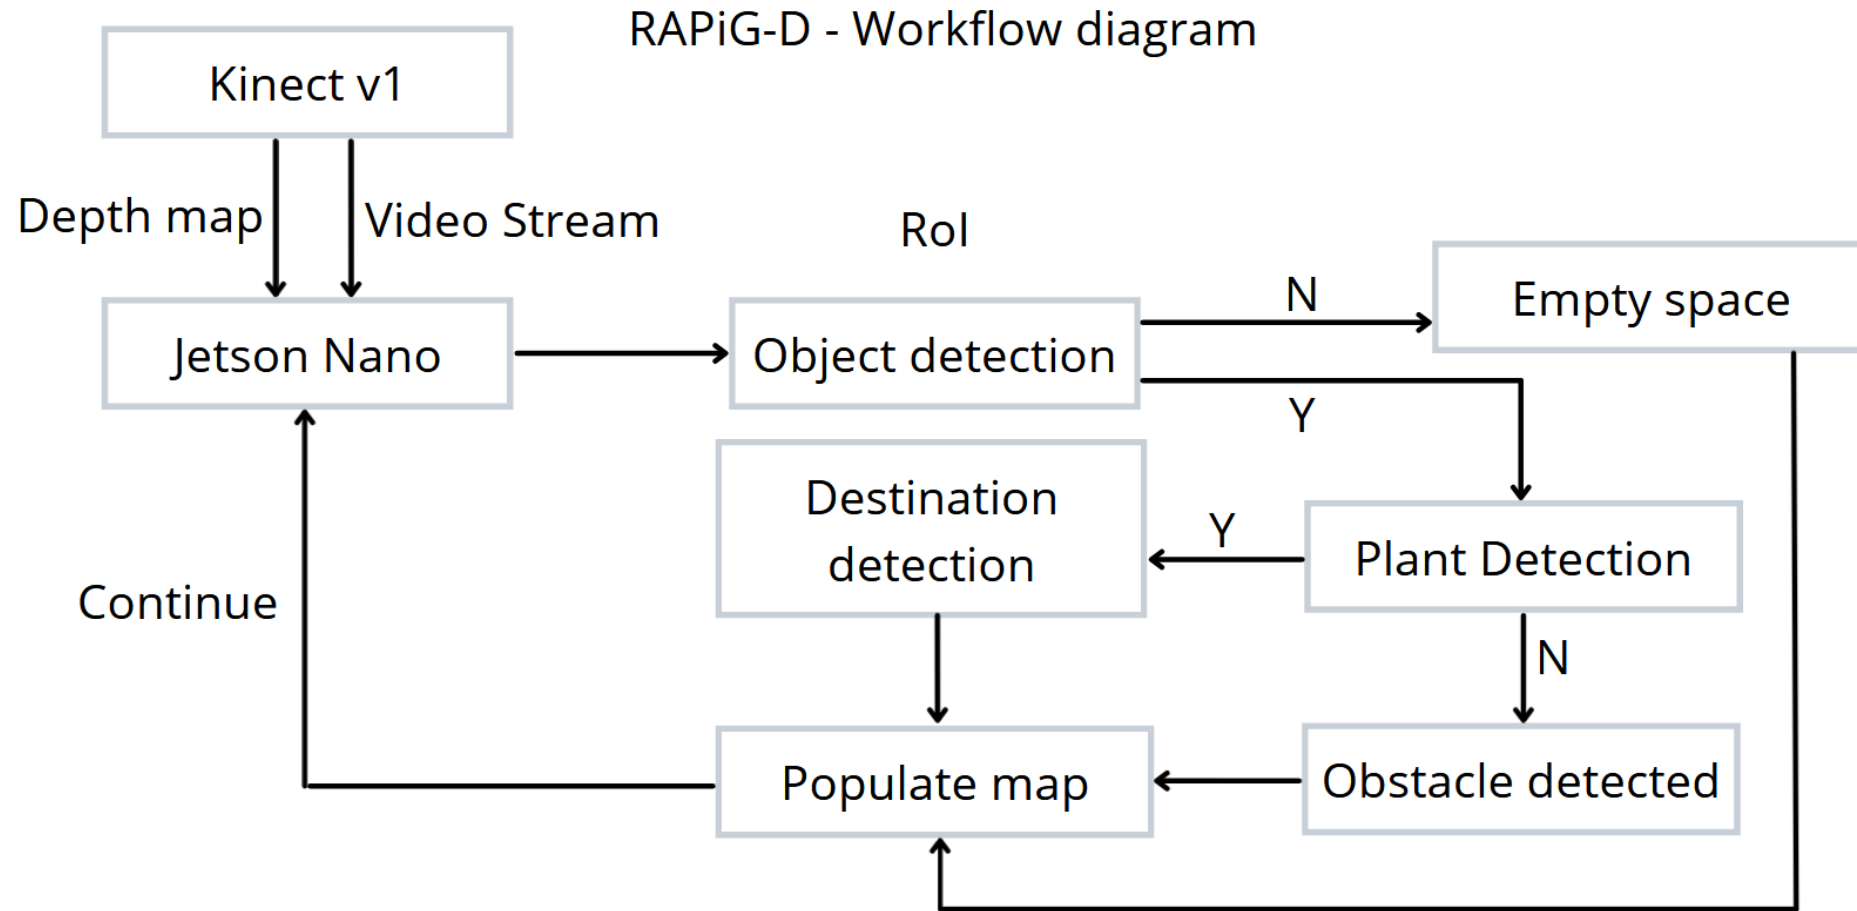 RAPiG-D - Workflow diagram
Kinect v1
Depth map
Video Stream
RoI
Jetson Nano
Object detection
N
Empty space
Y
Destination
detection
Y
Plant Detection
Continue
N
Populate map
Obstacle detected